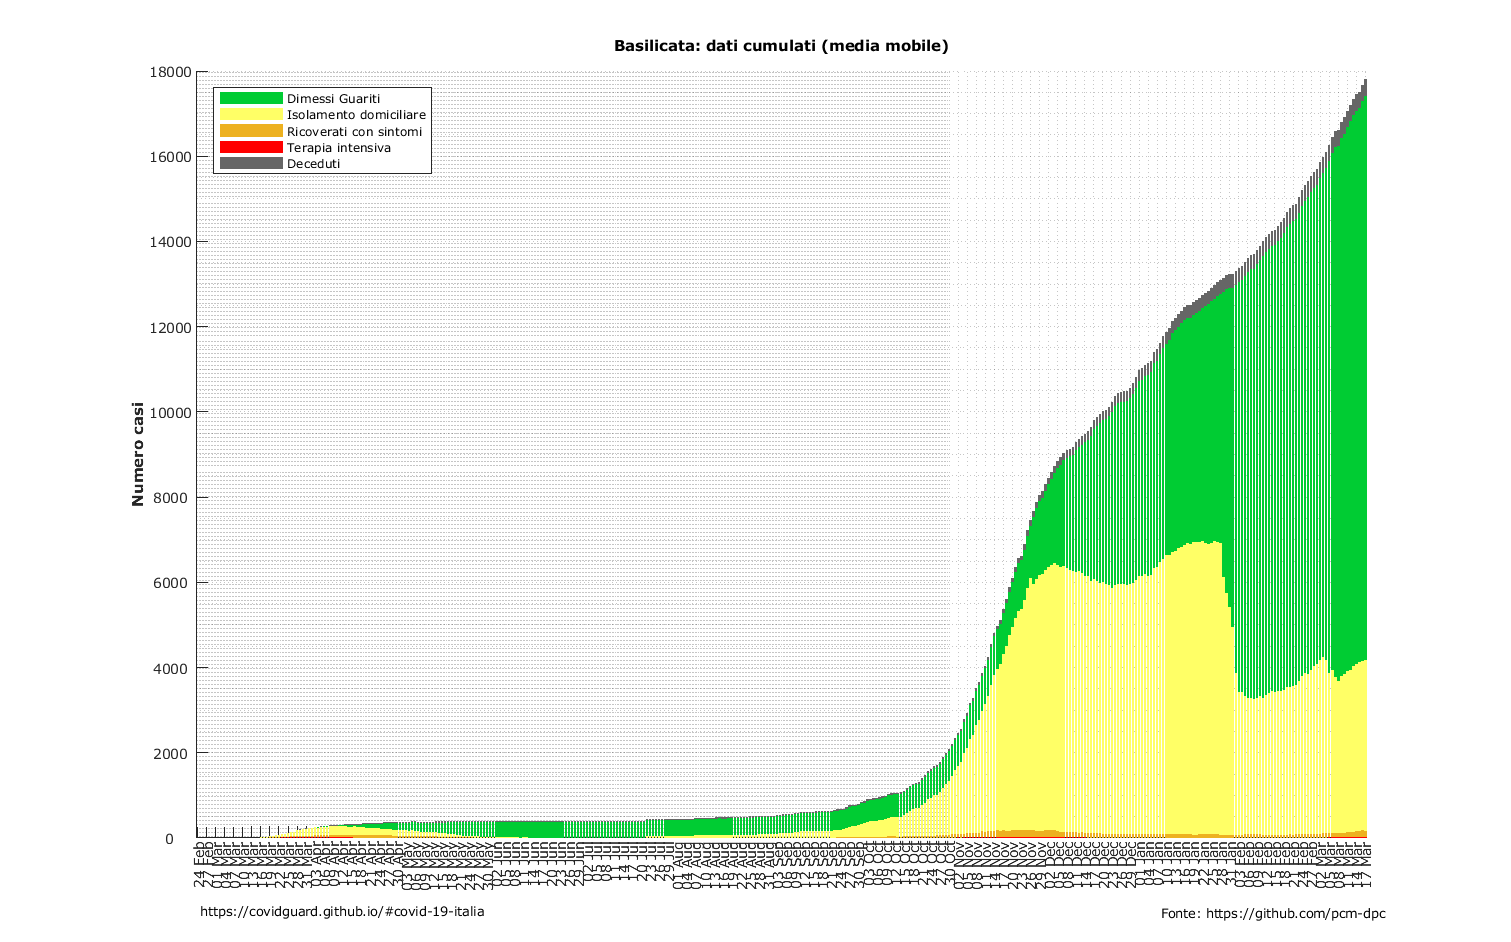 Basilicata: dati cumulati (media mobile)
Numero casi
18000
16000
14000
12000
10000
8000
6000
4000
2000
0
Dimessi Guariti
Isolamento domiciliare
Ricoverati con sintomi
Terapia intensiva
Deceduti
24 Feb
27 Feb
01 Mar
04 Mar
07 Mar
10 Mar
13 Mar
16 Mar
19 Mar
22 Mar
25 Mar
28 Mar
31 Mar
03 Apr
06 Apr
09 Apr
12 Apr
15 Apr
18 Apr
21 Apr
24 Apr
27 Apr
30 Apr
03 May
06 May
09 May
12 May
15 May
18 May
21 May
24 May
27 May
30 May
02 Jun
05 Jun
08 Jun
11 Jun
14 Jun
17 Jun
20 Jun
23 Jun
26 Jun
29 Jun
02 Jul
05 Jul
08 Jul
11 Jul
14 Jul
17 Jul
20 Jul
23 Jul
26 Jul
29 Jul
01 Aug
04 Aug
07 Aug
10 Aug
13 Aug
16 Aug
19 Aug
22 Aug
25 Aug
28 Aug
31 Aug
03 Sep
06 Sep
09 Sep
12 Sep
15 Sep
18 Sep
21 Sep
24 Sep
27 Sep
30 Sep
03 Oct
06 Oct
09 Oct
12 Oct
15 Oct
18 Oct
21 Oct
24 Oct
27 Oct
30 Oct
02 Nov
05 Nov
08 Nov
11 Nov
14 Nov
17 Nov
20 Nov
23 Nov
26 Nov
29 Nov
02 Dec
05 Dec
08 Dec
11 Dec
14 Dec
17 Dec
20 Dec
23 Dec
26 Dec
29 Dec
01 Jan
04 Jan
07 Jan
10 Jan
13 Jan
16 Jan
19 Jan
22 Jan
25 Jan
28 Jan
31 Jan
03 Feb
06 Feb
09 Feb
12 Feb
15 Feb
18 Feb
21 Feb
24 Feb
27 Feb
02 Mar
05 Mar
08 Mar
11 Mar
14 Mar
17 Mar
https://covidguard.github.io/#covid-19-italia
Fonte: https://github.com/pcm-dpc